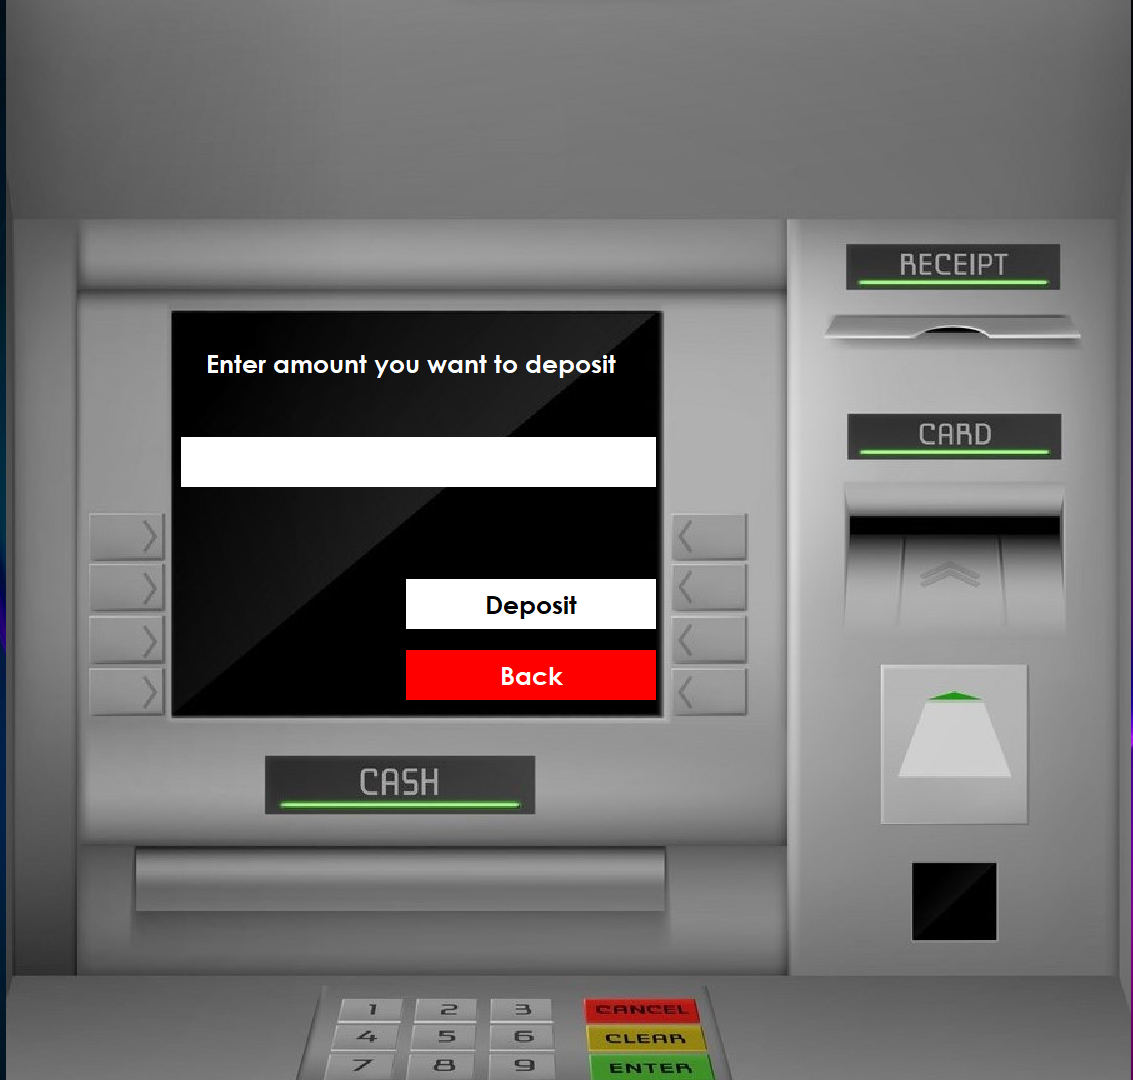 RECEIPT
Enter amount you want to deposit
CARD
Deposit
Back
CASH
1 2 3 CANCEL
4 5 6 CLEAR
7 8 9 ENTER